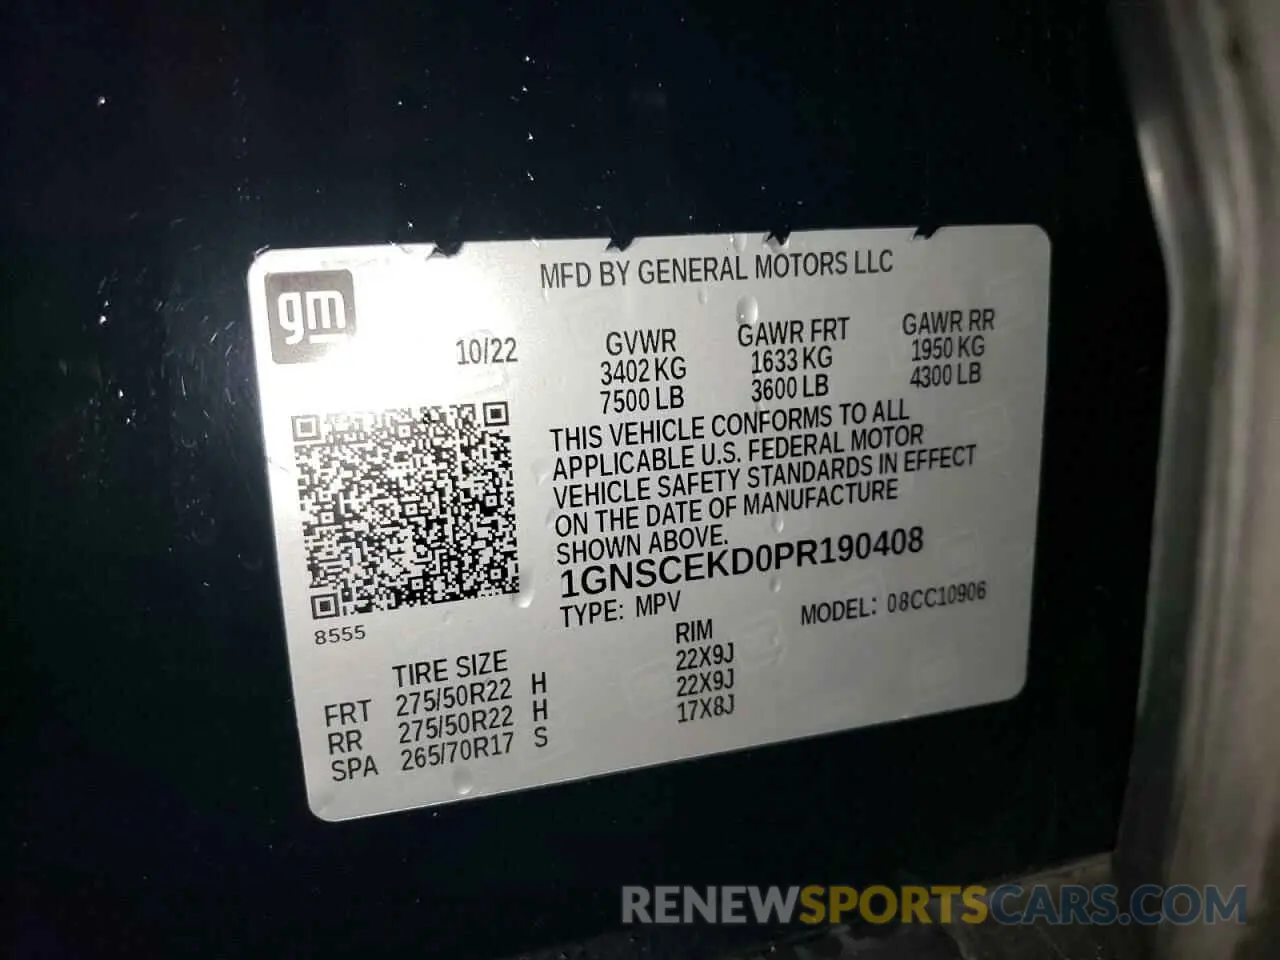 MFD BY GENERAL MOTORS LLC
gm
10/22
GVWR GAWR FRT GAWR RR
3402 KG 1633 KG 1950 KG
7500 LB 3600 LB 4300 LB
THIS VEHICLE CONFORMS TO ALL
APPLICABLE U.S. FEDERAL MOTOR
VEHICLE SAFETY STANDARDS IN EFFECT
ON THE DATE OF MANUFACTURE
SHOWN ABOVE.
1GNSCEKD0PR190408
TYPE: MPV MODEL: 08CC10906
8555
TIRE SIZE RIM
FRT 275/50R22 H 22X9J
RR 275/50R22 H 22X9J
SPA 265/70R17 S 17X8J
RENEWSPORTSCARS.COM